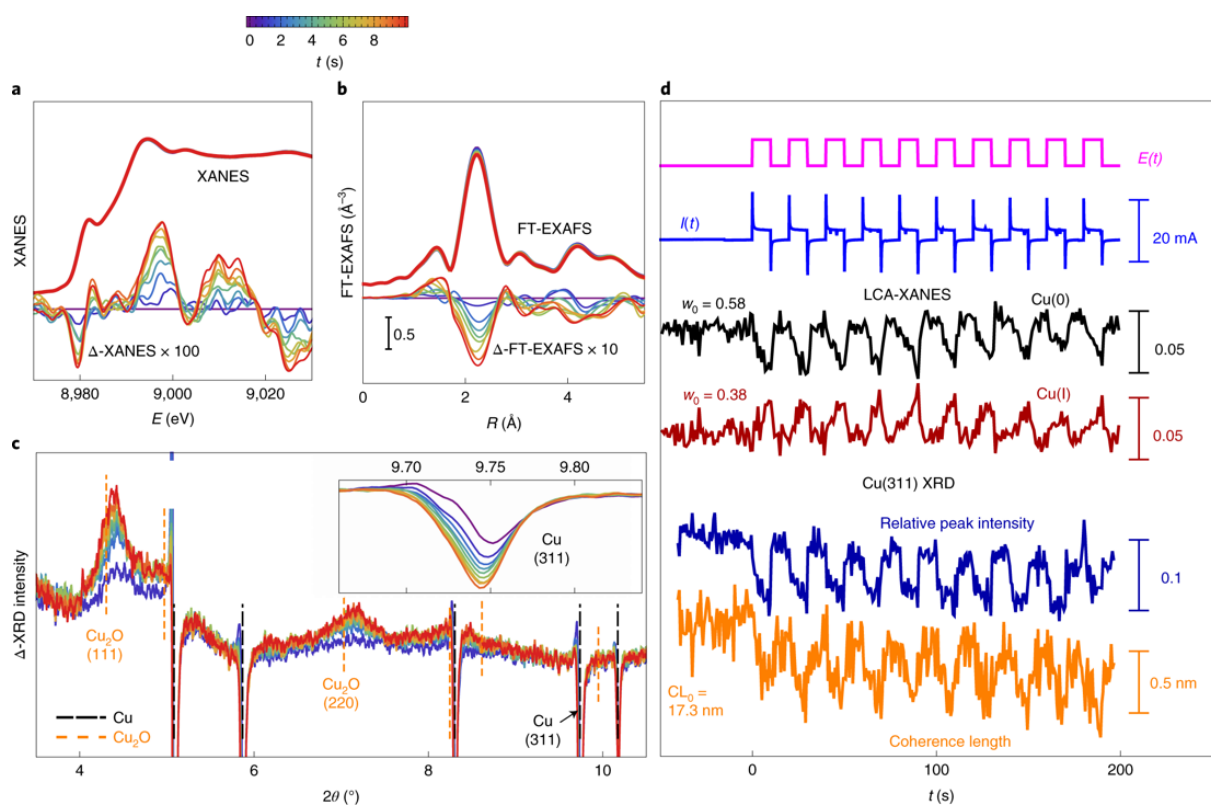 0 2 4 6 8
t (s)
a
XANES
XANES
Δ-XANES × 100
8,980 9,000 9,020
E (eV)
b
FT-EXAFS (Å⁻³)
FT-EXAFS
0.5
Δ-FT-EXAFS × 10
0 2 4
R (Å)
c
Δ-XRD intensity
9.70 9.75 9.80
Cu
(311)
Cu₂O
(111)
Cu₂O
(220)
Cu
(311)
Cu
Cu₂O
4 6 8 10
2θ (°)
d
E(t)
I(t)
20 mA
LCA-XANES
w₀ = 0.58
Cu(0)
0.05
w₀ = 0.38
Cu(I)
0.05
Cu(311) XRD
Relative peak intensity
0.1
CL₀ =
17.3 nm
0.5 nm
Coherence length
0 100 200
t (s)